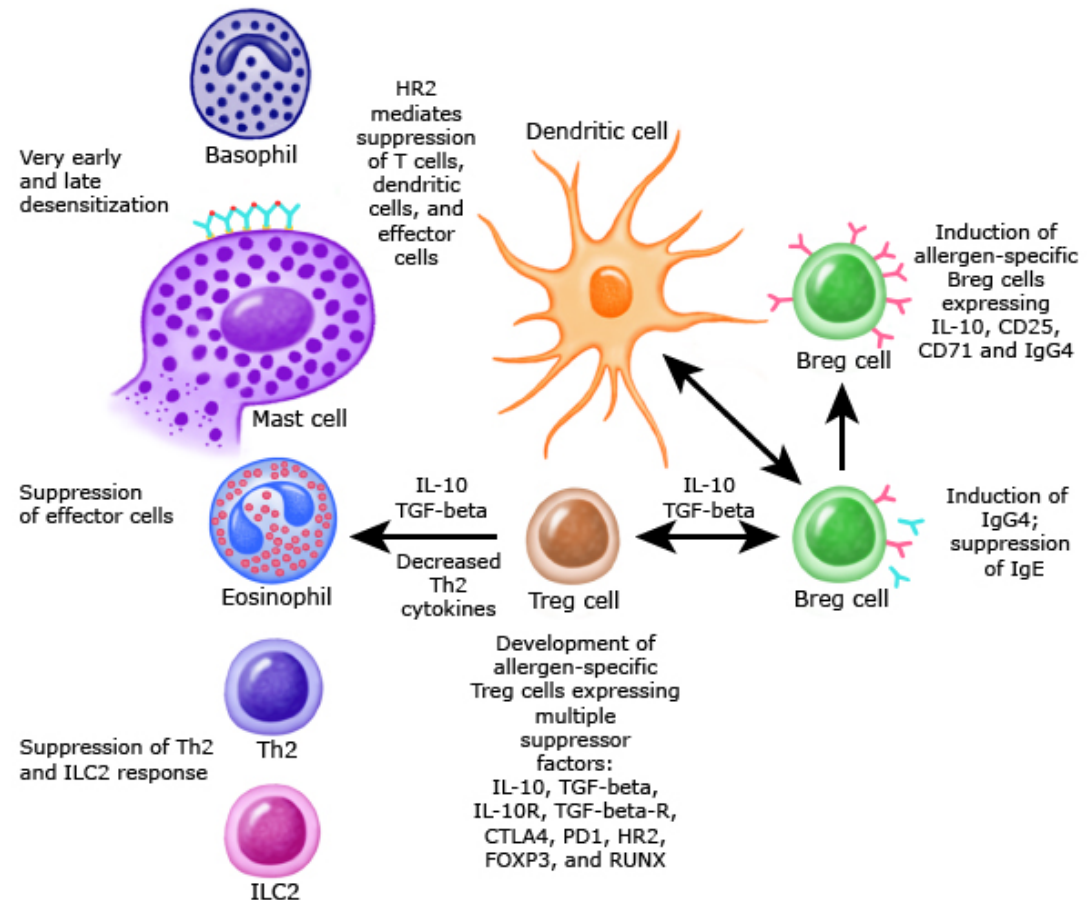 Basophil
Very early
and late
desensitization
HR2
mediates
suppression
of T cells,
dendritic
cells, and
effector
cells
Dendritic cell
Induction of
allergen-specific
Breg cells
expressing
IL-10, CD25,
CD71 and IgG4
Breg cell
Mast cell
Suppression
of effector cells
Eosinophil
IL-10
TGF-beta
Decreased
Th2
cytokines
Treg cell
IL-10
TGF-beta
Breg cell
Induction of
IgG4;
suppression
of IgE
Development of
allergen-specific
Treg cells expressing
multiple
suppressor
factors:
IL-10, TGF-beta,
IL-10R, TGF-beta-R,
CTLA4, PD1, HR2,
FOXP3, and RUNX
Suppression of Th2
and ILC2 response
Th2
ILC2